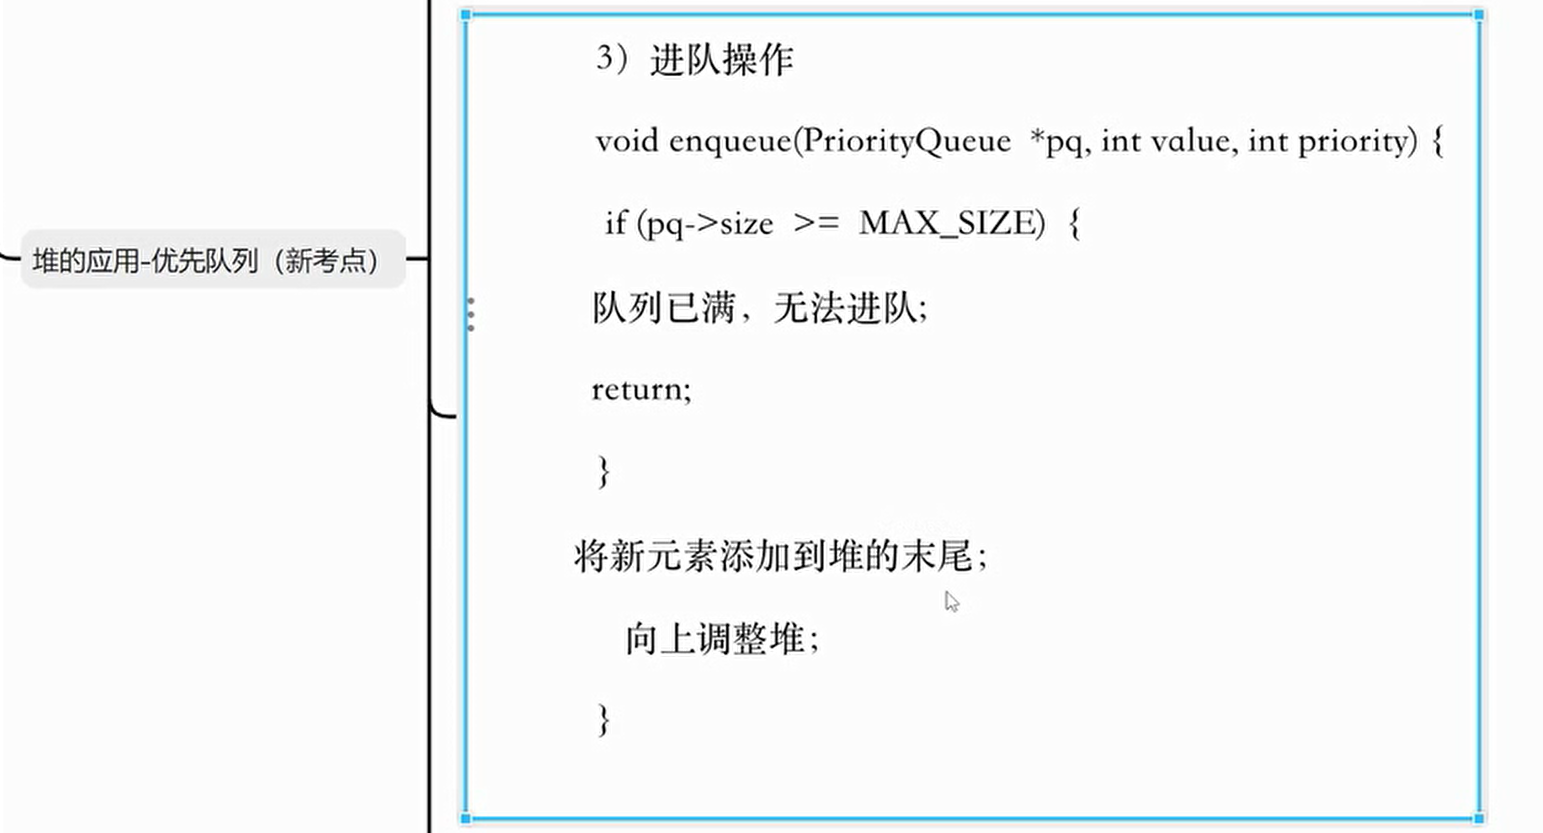 堆的应用-优先队列（新考点）
3）进队操作
void enqueue(PriorityQueue *pq, int value, int priority) {
if (pq->size >= MAX_SIZE) {
队列已满，无法进队;
return;
}
将新元素添加到堆的末尾;
向上调整堆;
}